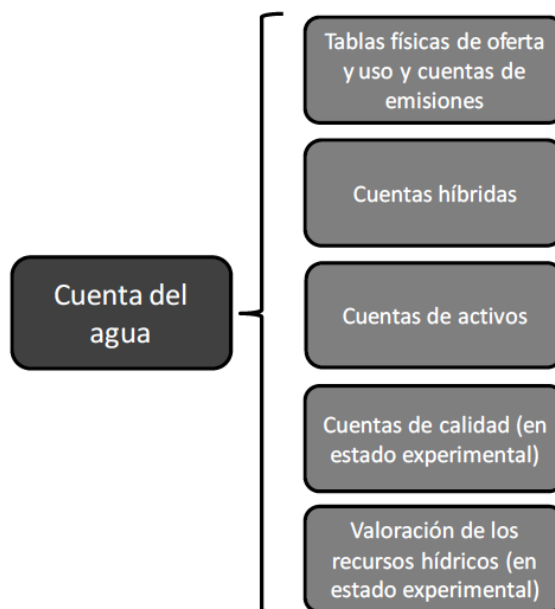 Cuenta del
agua
Tablas físicas de oferta
y uso y cuentas de
emisiones
Cuentas híbridas
Cuentas de activos
Cuentas de calidad (en
estado experimental)
Valoración de los
recursos hídricos (en
estado experimental)